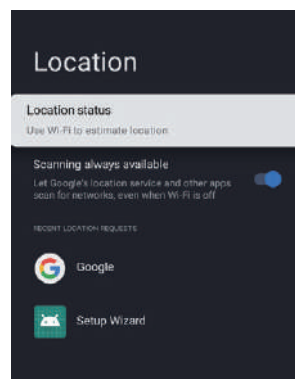 Location
Location status
Use Wi-Fi to estimate location
Scanning always available
Let Google's location service and other apps
scan for networks, even when Wi-Fi is off
RECENT LOCATION REQUESTS
Google
Setup Wizard